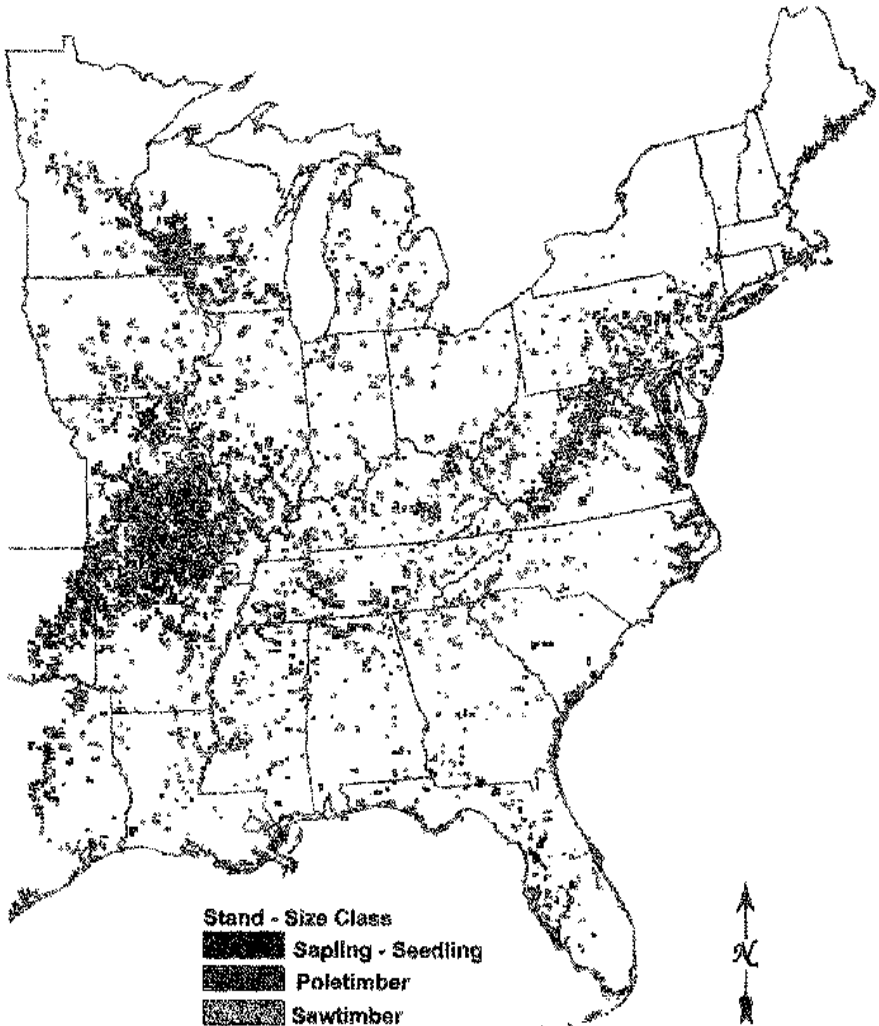 Stand - Size Class
Sapling - Seedling
Poletimber
Sawtimber
N